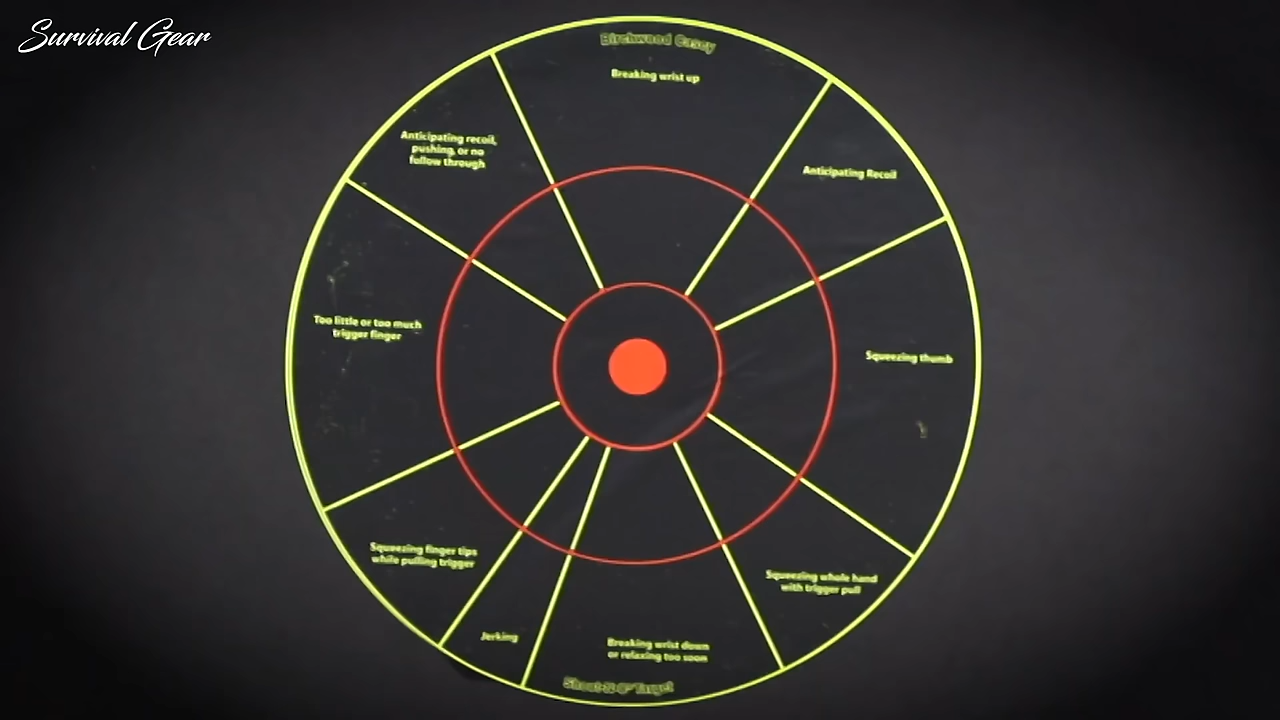 Survival Gear
Birchwood Casey
Breaking wrist up
Anticipating recoil,
pushing, or no
follow through
Anticipating Recoil
Too little or too much
trigger finger
Squeezing thumb
Squeezing finger tips
while pulling trigger
Squeezing whole hand
with trigger pull
Jerking
Breaking wrist down
or relaxing too soon
Target